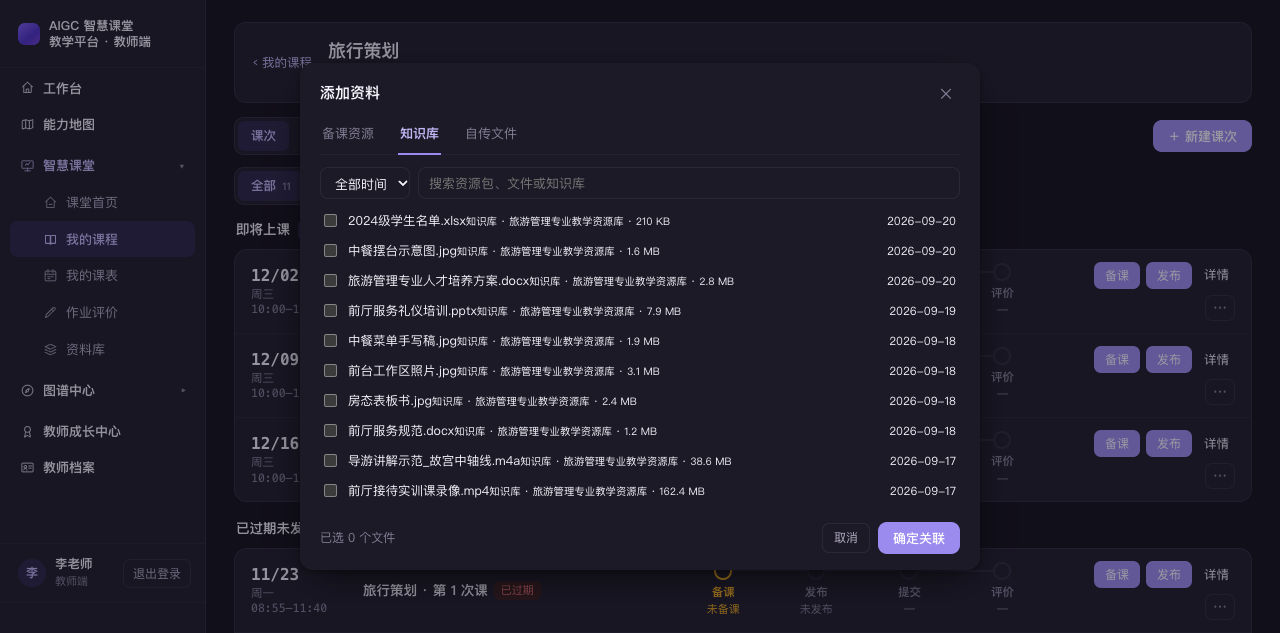 AIGC 智慧课堂
教学平台 · 教师端
工作台
能力地图
智慧课堂
课堂首页
我的课程
我的课表
作业评价
资料库
图谱中心
教师成长中心
教师档案
李
李老师
教师端
退出登录
‹ 我的课程
旅行策划
课次
+ 新建课次
全部 11
即将上课
12/02
周三
10:00—1
评价
—
备课 发布 详情
...
12/09
周三
10:00—1
评价
—
备课 发布 详情
...
12/16
周三
10:00—1
评价
—
备课 发布 详情
...
已过期未发
11/23
周一
08:55—11:40
旅行策划 · 第 1 次课 已过期
备课
未备课
发布
未发布
提交
—
评价
—
备课 发布 详情
...
添加资料
备课资源 知识库 自传文件
全部时间 搜索资源包、文件或知识库
2024级学生名单.xlsx知识库 · 旅游管理专业教学资源库 · 210 KB 2026-09-20
中餐摆台示意图.jpg知识库 · 旅游管理专业教学资源库 · 1.6 MB 2026-09-20
旅游管理专业人才培养方案.docx知识库 · 旅游管理专业教学资源库 · 2.8 MB 2026-09-20
前厅服务礼仪培训.pptx知识库 · 旅游管理专业教学资源库 · 7.9 MB 2026-09-19
中餐菜单手写稿.jpg知识库 · 旅游管理专业教学资源库 · 1.9 MB 2026-09-18
前台工作区照片.jpg知识库 · 旅游管理专业教学资源库 · 3.1 MB 2026-09-18
房态表板书.jpg知识库 · 旅游管理专业教学资源库 · 2.4 MB 2026-09-18
前厅服务规范.docx知识库 · 旅游管理专业教学资源库 · 1.2 MB 2026-09-18
导游讲解示范_故宫中轴线.m4a知识库 · 旅游管理专业教学资源库 · 38.6 MB 2026-09-17
前厅接待实训课录像.mp4知识库 · 旅游管理专业教学资源库 · 162.4 MB 2026-09-17
已选 0 个文件
取消 确定关联